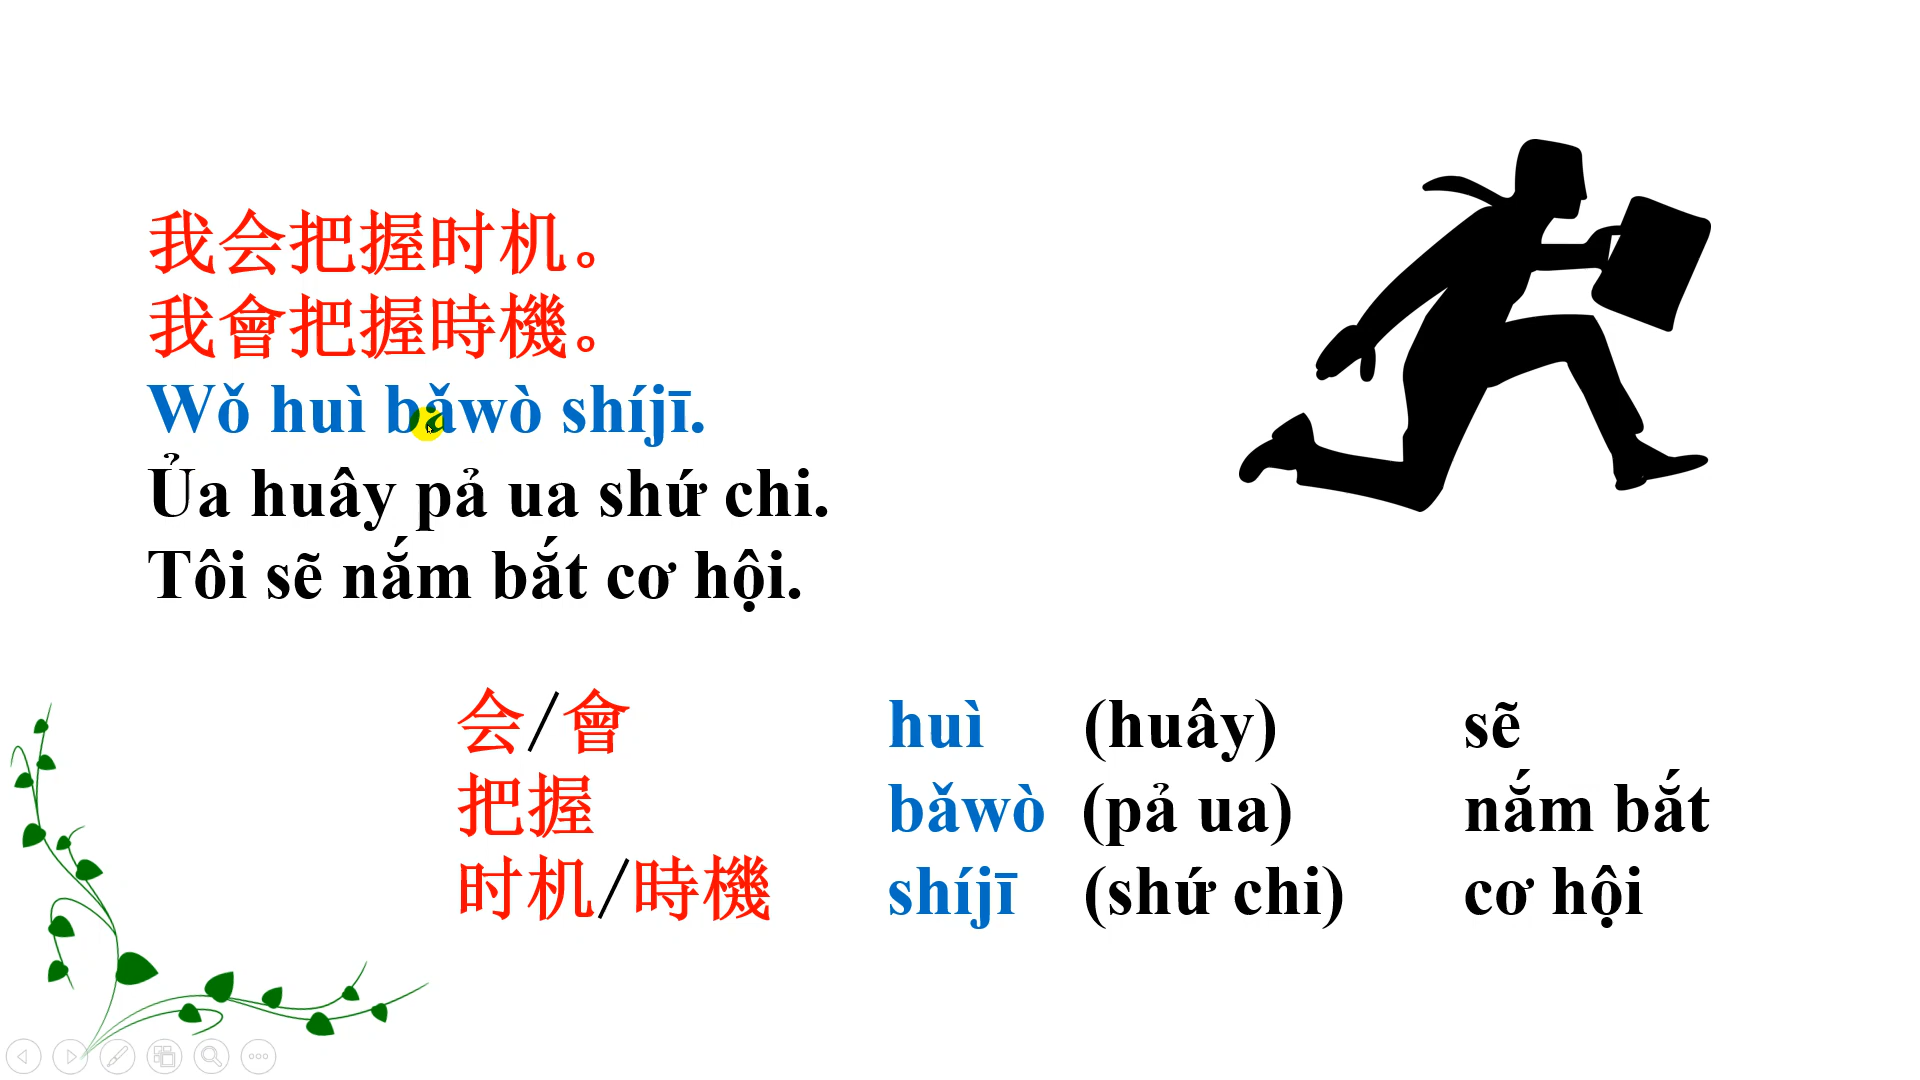 我会把握时机。
我會把握時機。
Wǒ huì bǎwò shíjī.
Ủa huây pả ua shứ chi.
Tôi sẽ nắm bắt cơ hội.
会/會 huì (huây) sẽ
把握 bǎwò (pả ua) nắm bắt
时机/時機 shíjī (shứ chi) cơ hội